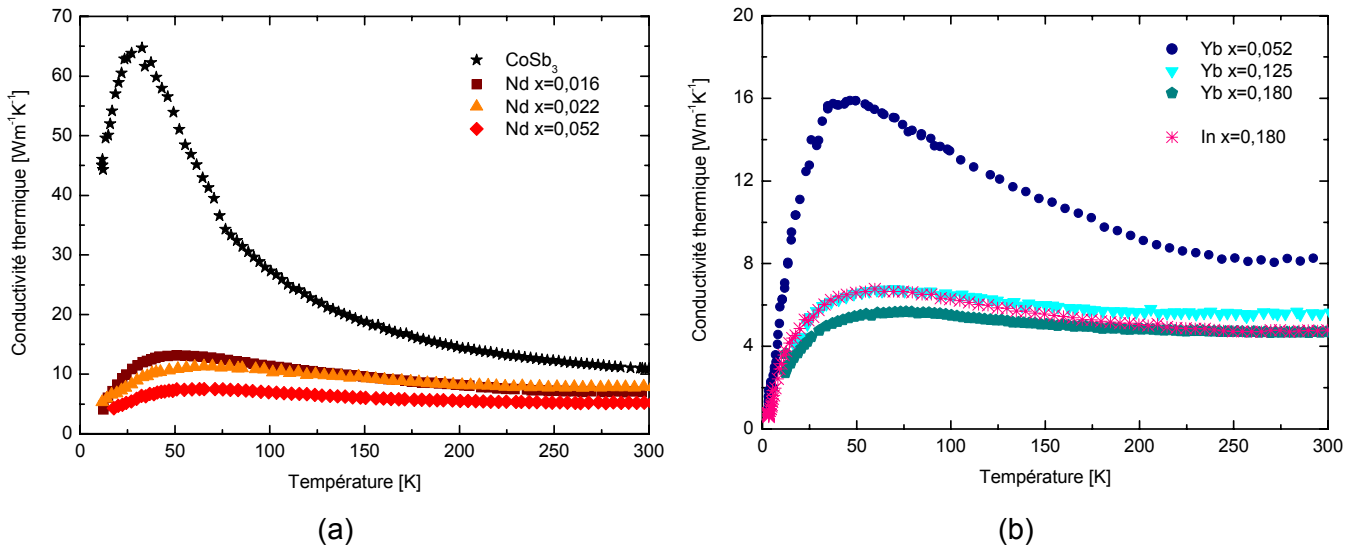 Conductivité thermique [Wm⁻¹K⁻¹]
70
60
50
40
30
20
10
0
CoSb₃
Nd x=0,016
Nd x=0,022
Nd x=0,052
0 50 100 150 200 250 300
Température [K]
(a)
Conductivité thermique [Wm⁻¹K⁻¹]
20
16
12
8
4
0
Yb x=0,052
Yb x=0,125
Yb x=0,180
In x=0,180
0 50 100 150 200 250 300
Température [K]
(b)